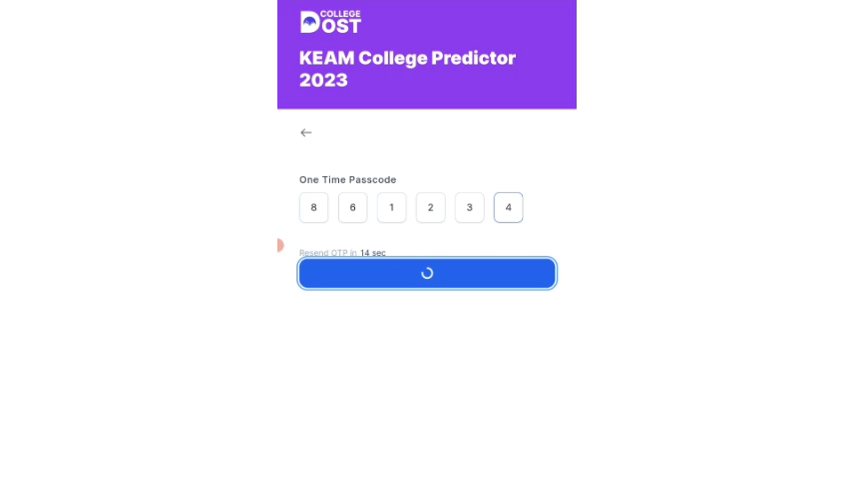 COLLEGE
DOST
KEAM College Predictor
2023
One Time Passcode
8 6 1 2 3 4
Resend OTP in 14 sec